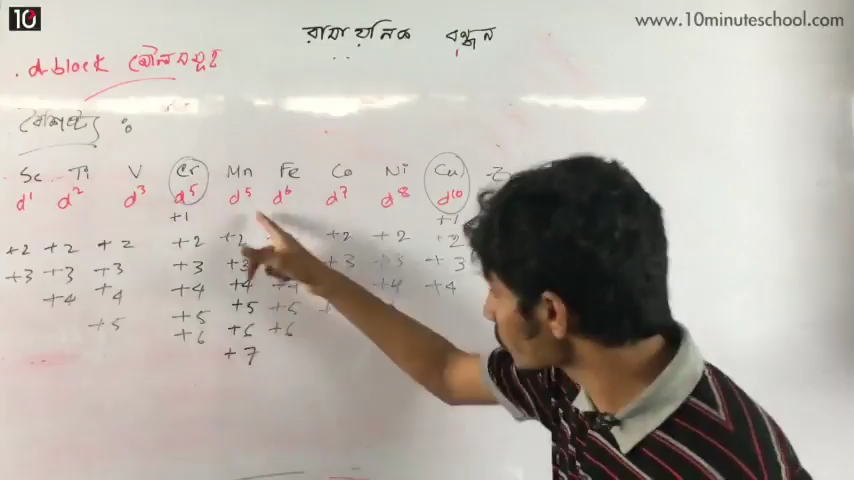 10
www.10minuteschool.com
রাসায়নিক বন্ধন
. d-block মৌলসমূহ
বৈশিষ্ট্য :
Sc Ti V Cr Mn Fe Co Ni Cu
d¹ d² d³ d⁵ d⁵ d⁶ d⁷ d⁸ d¹⁰
+1 +1
+2 +2 +2 +2 +2 +2 +2 +2
+3 +3 +3 +3 +3 +3 +3 +3
+4 +4 +4 +4 +4 +4 +4
+5 +5 +5 +5
+6 +6 +6
+7